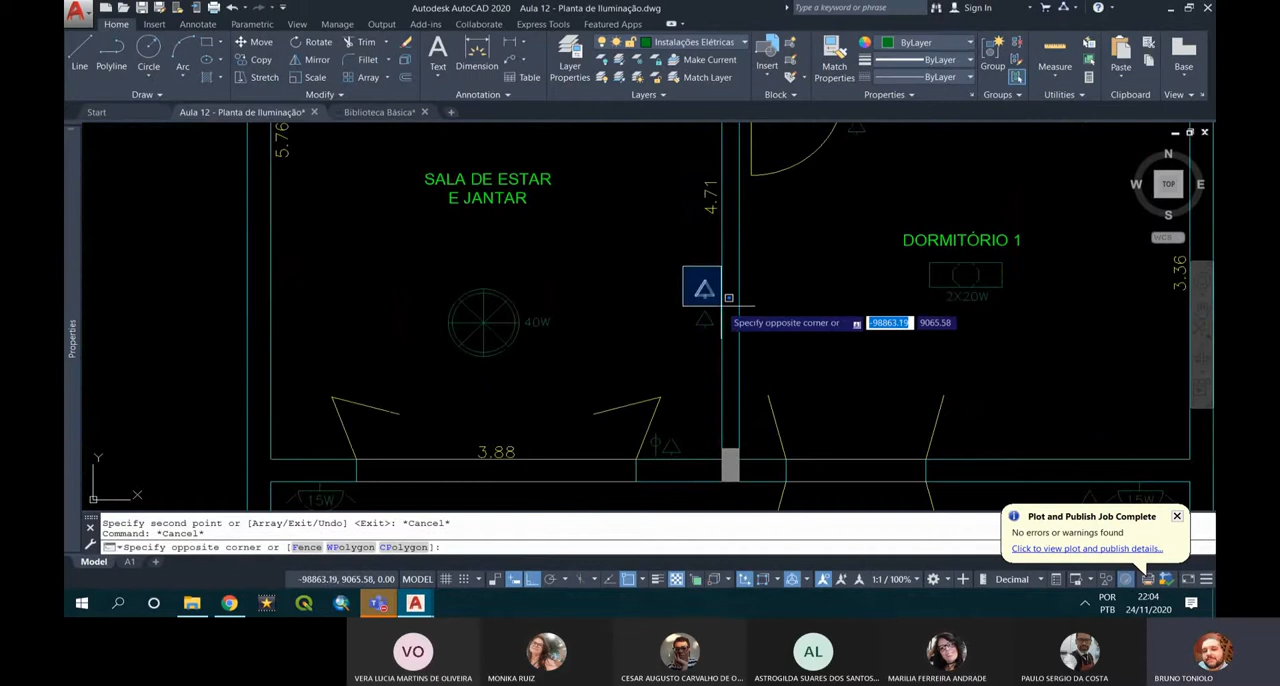 Autodesk AutoCAD 2020 Aula 12 - Planta de Iluminação.dwg
Type a keyword or phrase
Sign In
Home Insert Annotate Parametric View Manage Output Add-ins Collaborate Express Tools Featured Apps
Line Polyline Circle Arc
Move Rotate Trim
Copy Mirror Fillet
Stretch Scale Array
Text Dimension Table
Layer Properties
Instalações Elétricas
Make Current
Match Layer
Insert
Match Properties
ByLayer
ByLayer
ByLayer
Group Measure Paste Base
Draw Modify Annotation Layers Block Properties Groups Utilities Clipboard View
Start Aula 12 - Planta de Iluminação* Biblioteca Básica*
Properties
5.76
SALA DE ESTAR
E JANTAR
4.71
DORMITÓRIO 1
2X20W
3.36
40W
3.88
15W
15W
N
W TOP E
S
WCS
Specify opposite corner or -98863.19 9065.58
Y
X
Specify second point or [Array/Exit/Undo] <Exit>: *Cancel*
Command: *Cancel*
Specify opposite corner or [Fence WPolygon CPolygon]:
Plot and Publish Job Complete
No errors or warnings found
Click to view plot and publish details...
Model A1
-98863.19, 9065.58, 0.00 MODEL 1:1 / 100% Decimal
POR
PTB
22:04
24/11/2020
VO
AL
VERA LUCIA MARTINS DE OLIVEIRA MONIKA RUIZ CESAR AUGUSTO CARVALHO DE O... ASTROGILDA SUARES DOS SANTOS... MARILIA FERREIRA ANDRADE PAULO SERGIO DA COSTA BRUNO TONIOLO